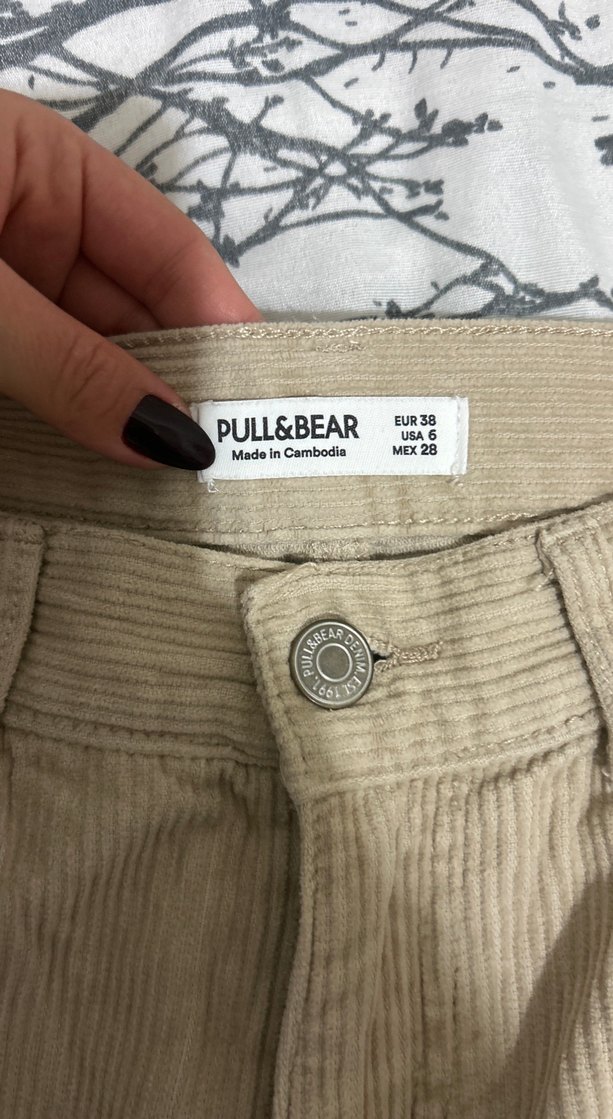 PULL&BEAR
Made in Cambodia
EUR 38
USA 6
MEX 28
PULL&BEAR DENIM. EST. 1991.